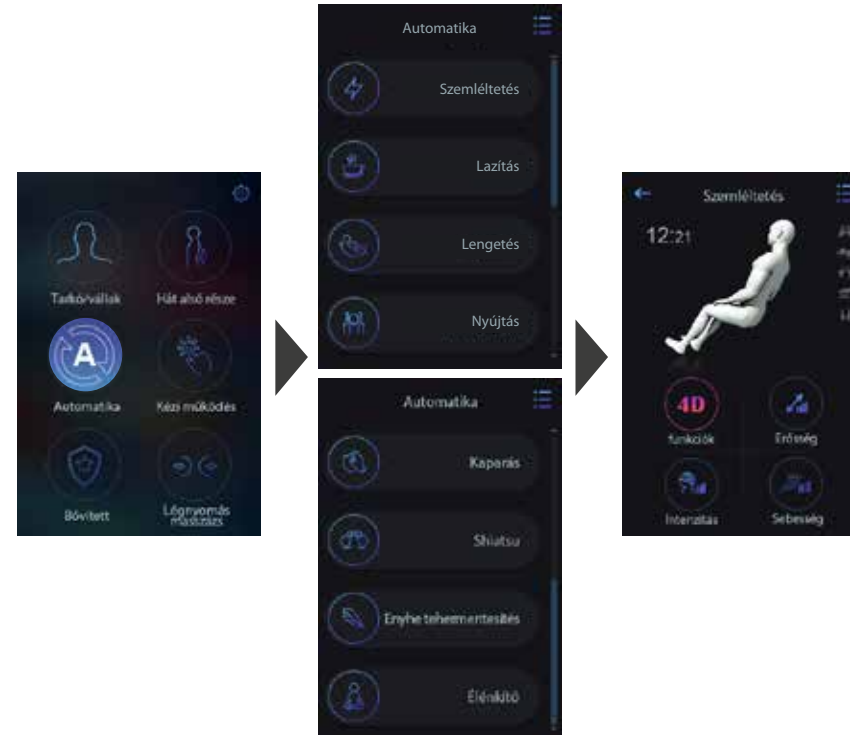 Tarkó/vállak
Hát alsó része
A
Automatika
Kézi működés
Bővített
Légnyomás
masszázs
Automatika
Szemléltetés
Lazítás
Lengetés
Nyújtás
Automatika
Kaparás
Shiatsu
Enyhe tehermentesítés
Élénkítő
Szemléltetés
12:21
4D
funkciók
Erősség
Intenzitás
Sebesség